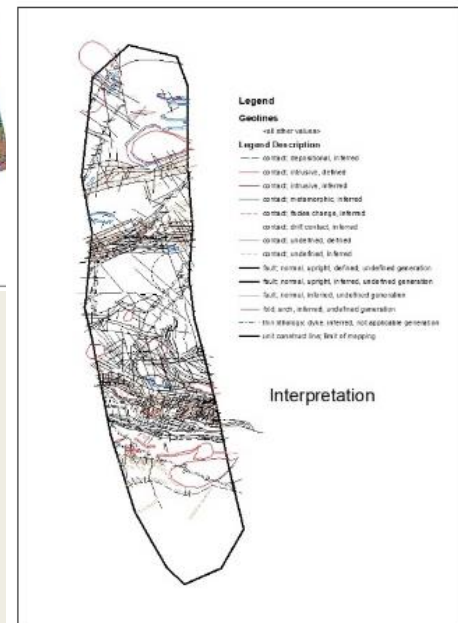 Legend
Geolines
<all other values>
Legend Description
contact; depositional, inferred
contact; intrusive, defined
contact; intrusive, inferred
contact; metamorphic, inferred
contact; facies change, inferred
contact; drift contact, inferred
contact; undefined, defined
contact; undefined, inferred
fault; normal, upright, defined, undefined generation
fault; normal, upright, inferred, undefined generation
fault; normal, inferred, undefined generation
fold; arch, inferred, undefined generation
thin lithologic; dyke, inferred, not applicable generation
unit construct line; limit of mapping
Interpretation